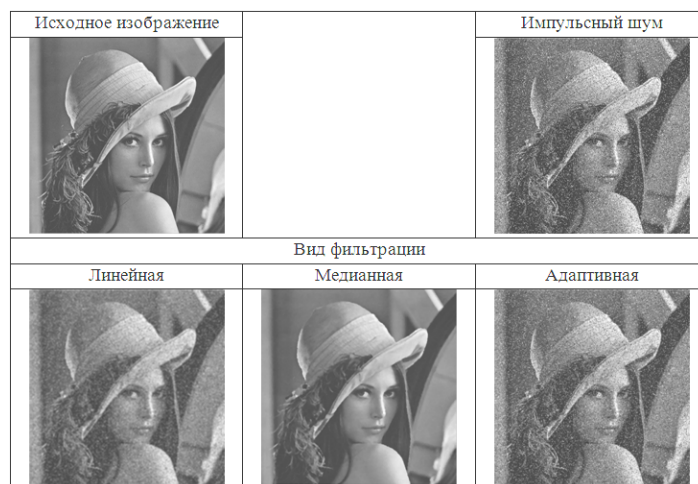 Исходное изображение
Импульсный шум
Вид фильтрации
Линейная
Медианная
Адаптивная